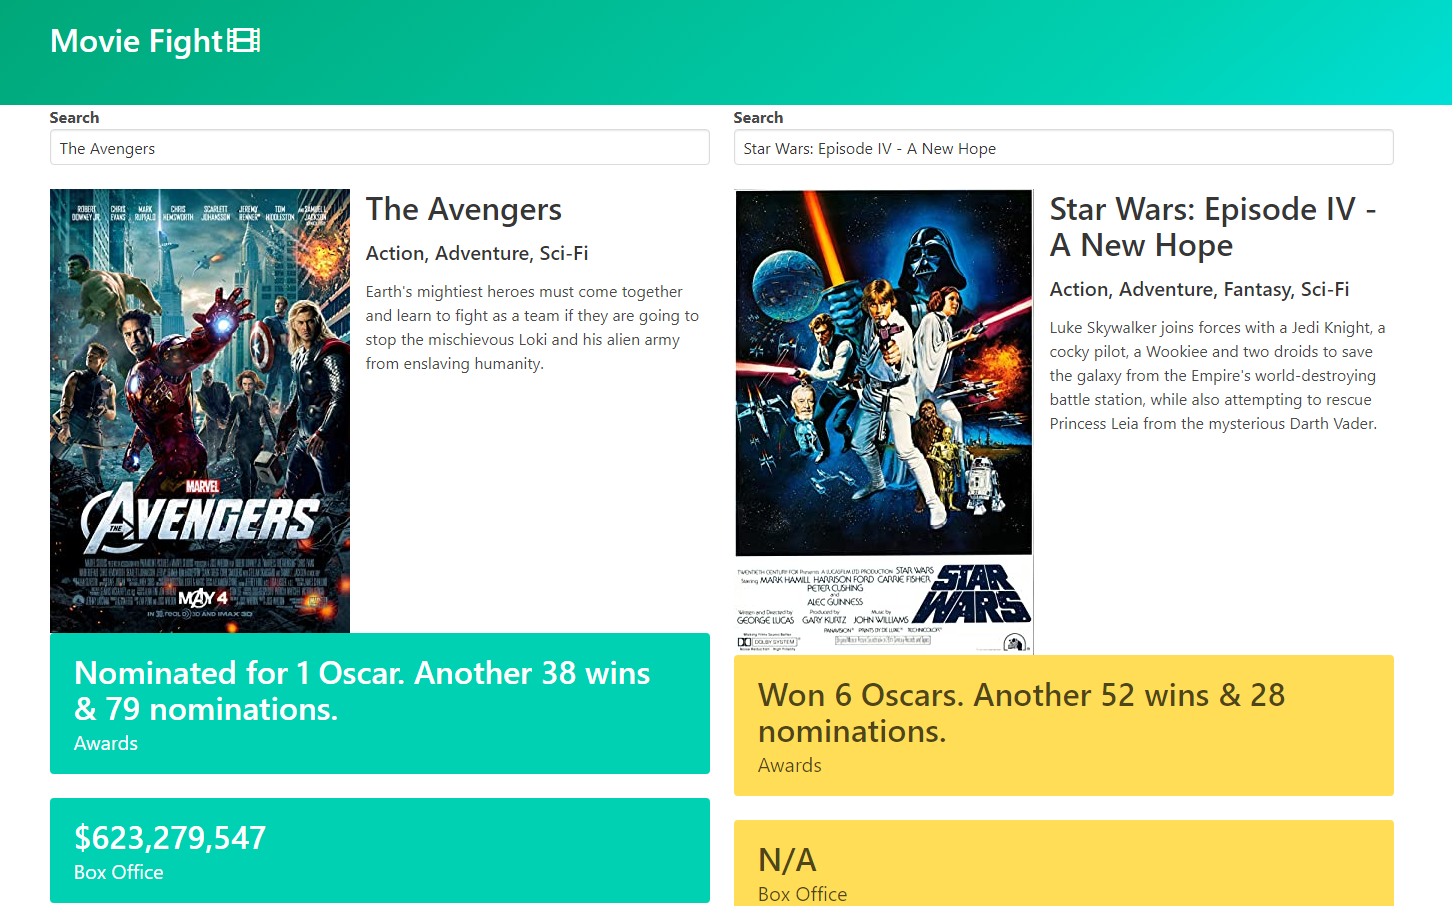 Movie Fight
Search
The Avengers
ROBERT DOWNEY JR.
CHRIS EVANS
MARK RUFFALO
CHRIS HEMSWORTH
SCARLETT JOHANSSON
JEREMY RENNER
TOM HIDDLESTON
AND SAMUEL L. JACKSON
MARVEL
THE AVENGERS
MAY 4
IN REAL D 3D AND IMAX 3D
The Avengers
Action, Adventure, Sci-Fi
Earth's mightiest heroes must come together
and learn to fight as a team if they are going to
stop the mischievous Loki and his alien army
from enslaving humanity.
Nominated for 1 Oscar. Another 38 wins
& 79 nominations.
Awards
$623,279,547
Box Office
Search
Star Wars: Episode IV - A New Hope
TWENTIETH CENTURY-FOX Presents A LUCASFILM LTD PRODUCTION STAR WARS
Starring MARK HAMILL HARRISON FORD CARRIE FISHER
PETER CUSHING
and
ALEC GUINNESS
Written and Directed by
GEORGE LUCAS
Produced by
GARY KURTZ
Music by
JOHN WILLIAMS
PANAVISION PRINTS BY DE LUXE TECHNICOLOR
DOLBY SYSTEM
STAR
WARS
Star Wars: Episode IV -
A New Hope
Action, Adventure, Fantasy, Sci-Fi
Luke Skywalker joins forces with a Jedi Knight, a
cocky pilot, a Wookiee and two droids to save
the galaxy from the Empire's world-destroying
battle station, while also attempting to rescue
Princess Leia from the mysterious Darth Vader.
Won 6 Oscars. Another 52 wins & 28
nominations.
Awards
N/A
Box Office